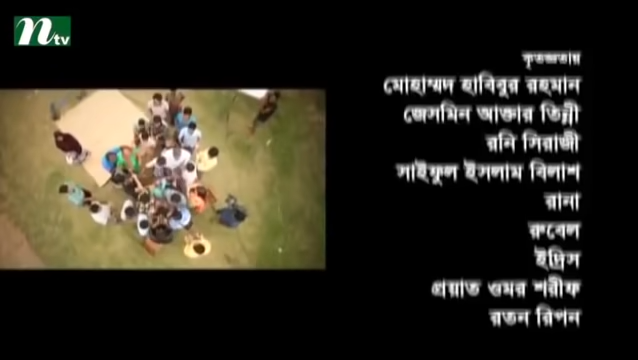 ntv
কৃতজ্ঞতায়
মোহাম্মদ হাবিবুর রহমান
জেসমিন আক্তার তিন্নী
রনি সিরাজী
সাইফুল ইসলাম বিলাশ
রানা
রুবেল
ইদ্রিস
প্রয়াত ওমর শরীফ
রতন রিপন